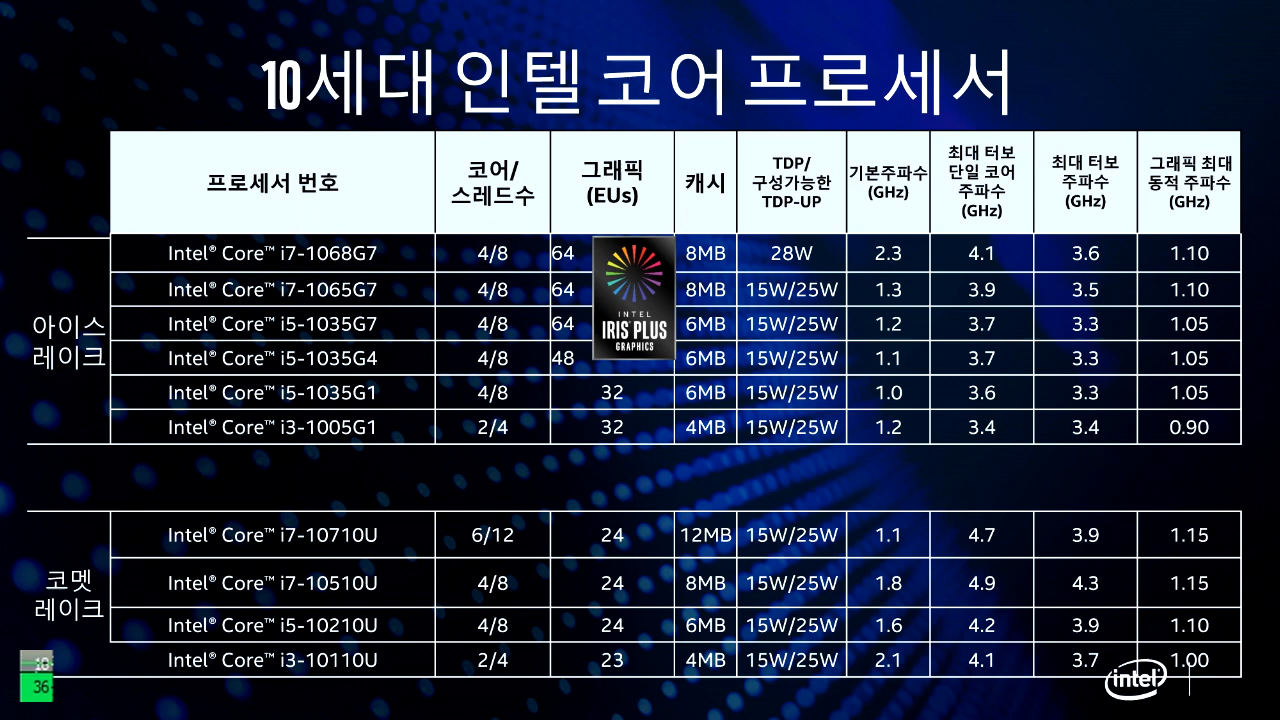 10세대 인텔 코어 프로세서
프로세서 번호 코어/스레드수 그래픽(EUs) 캐시 TDP/구성가능한 TDP-UP 기본주파수(GHz) 최대 터보 단일 코어 주파수(GHz) 최대 터보 주파수(GHz) 그래픽 최대 동적 주파수(GHz)
아이스 레이크
Intel® Core™ i7-1068G7 4/8 64 8MB 28W 2.3 4.1 3.6 1.10
Intel® Core™ i7-1065G7 4/8 64 8MB 15W/25W 1.3 3.9 3.5 1.10
Intel® Core™ i5-1035G7 4/8 64 6MB 15W/25W 1.2 3.7 3.3 1.05
Intel® Core™ i5-1035G4 4/8 48 6MB 15W/25W 1.1 3.7 3.3 1.05
Intel® Core™ i5-1035G1 4/8 32 6MB 15W/25W 1.0 3.6 3.3 1.05
Intel® Core™ i3-1005G1 2/4 32 4MB 15W/25W 1.2 3.4 3.4 0.90
INTEL
IRIS PLUS
GRAPHICS
코멧 레이크
Intel® Core™ i7-10710U 6/12 24 12MB 15W/25W 1.1 4.7 3.9 1.15
Intel® Core™ i7-10510U 4/8 24 8MB 15W/25W 1.8 4.9 4.3 1.15
Intel® Core™ i5-10210U 4/8 24 6MB 15W/25W 1.6 4.2 3.9 1.10
Intel® Core™ i3-10110U 2/4 23 4MB 15W/25W 2.1 4.1 3.7 1.00
10
36
intel